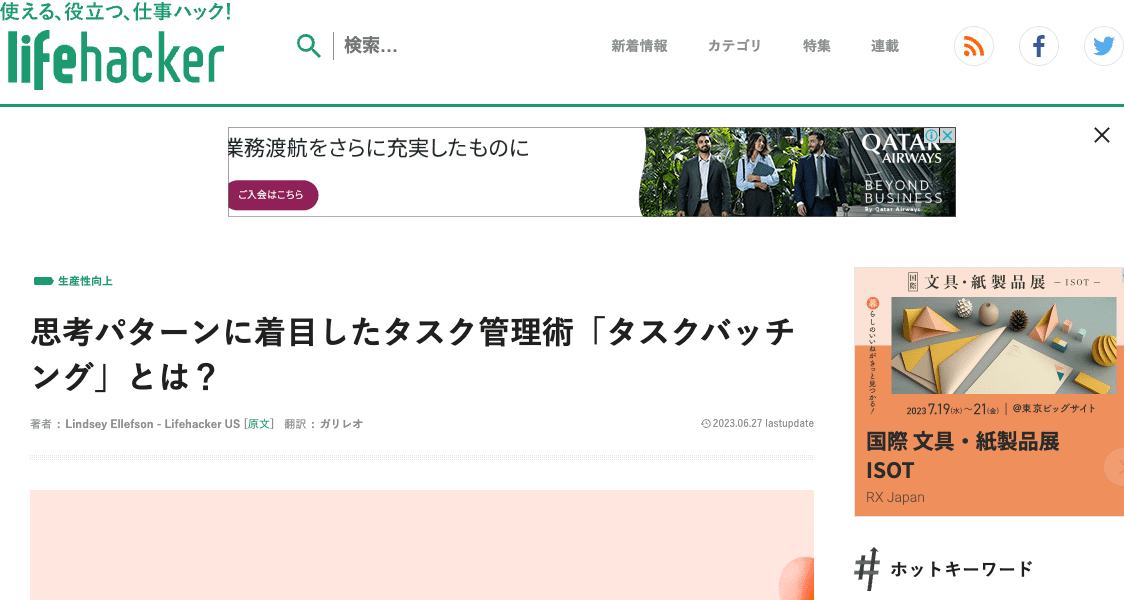 使える、役立つ、仕事ハック！
lifehacker
検索...
新着情報
カテゴリ
特集
連載
業務渡航をさらに充実したものに
ご入会はこちら
QATAR
AIRWAYS
BEYOND
BUSINESS
By Qatar Airways
生産性向上
思考パターンに着目したタスク管理術「タスクバッチ
ング」とは？
著者 : Lindsey Ellefson - Lifehacker US [原文] 翻訳 : ガリレオ
2023.06.27 lastupdate
国際 文具・紙製品展 – ISOT –
暮らしのいいねがきっと見つかる！
2023 7.19(水)～21(金) | @東京ビッグサイト
国際 文具・紙製品展
ISOT
RX Japan
# ホットキーワード